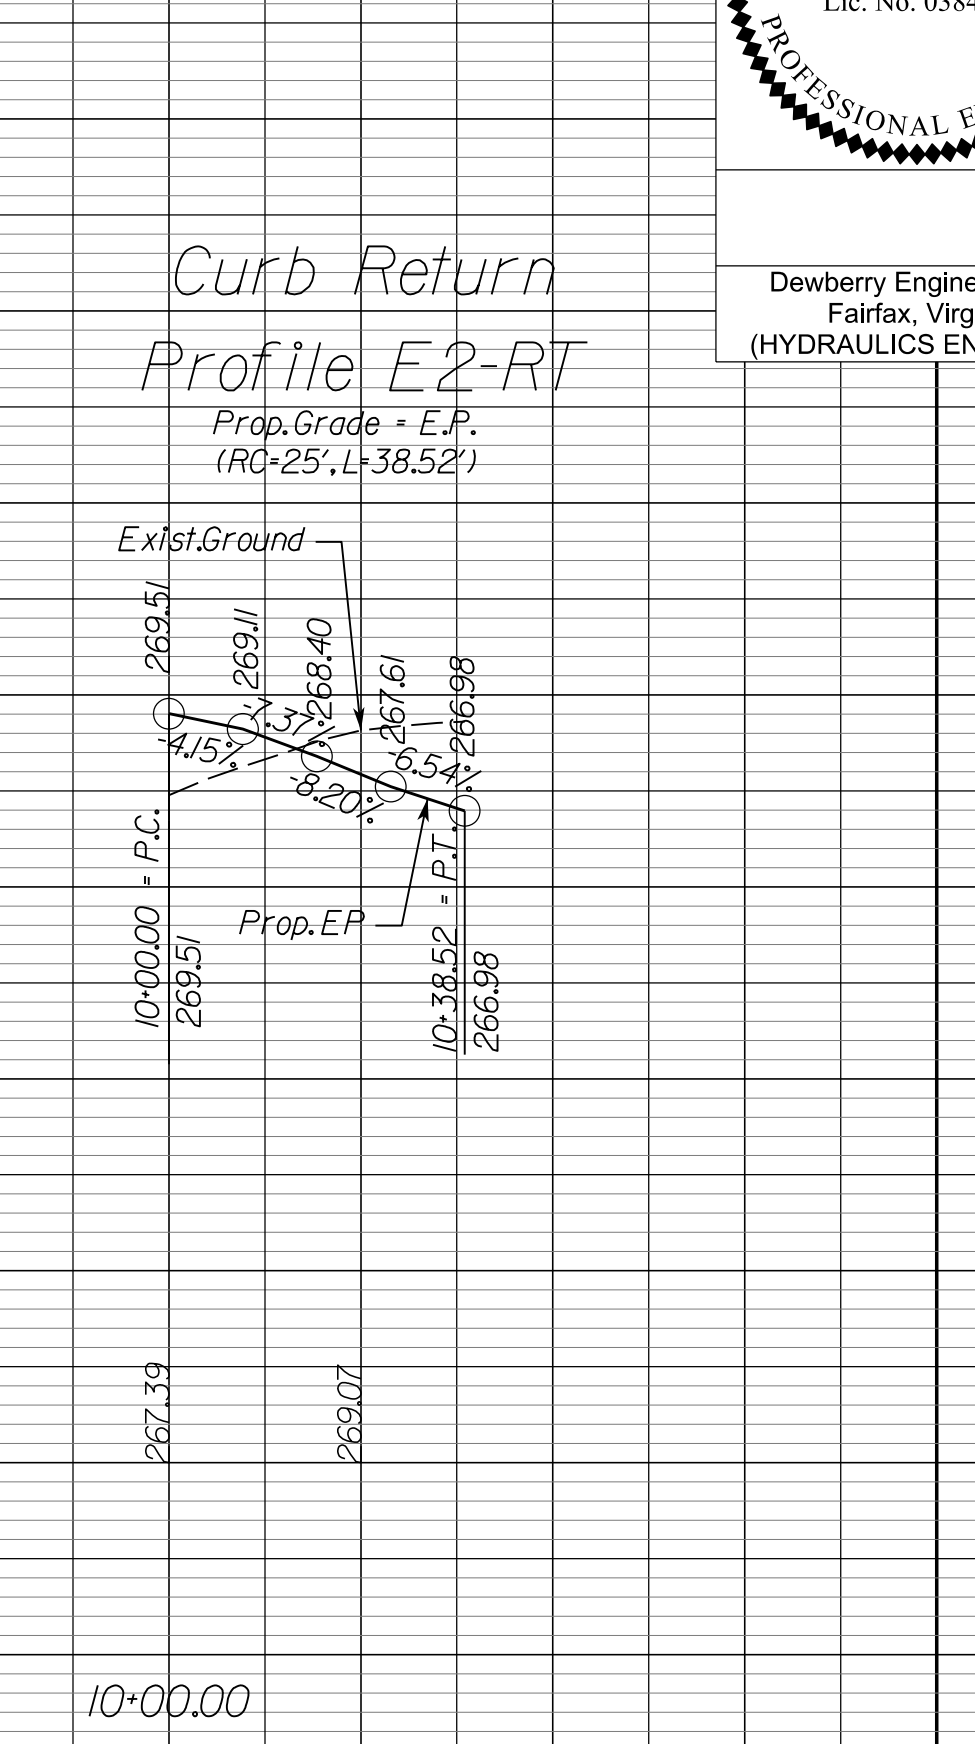 Lic. No. 0384
PROFESSIONAL E
Dewberry Engine
Fairfax, Virg
(HYDRAULICS EN
Curb Return
Profile E2-RT
Prop. Grade = E.P.
(RC=25', L=38.52')
Exist. Ground
269.51
269.11
268.40
267.61
266.98
-4.15%
-7.37%
-8.20%
-6.54%
Prop. EP
10+00.00 = P.C.
269.51
10+38.52 = P.T.
266.98
267.39
269.07
10+00.00